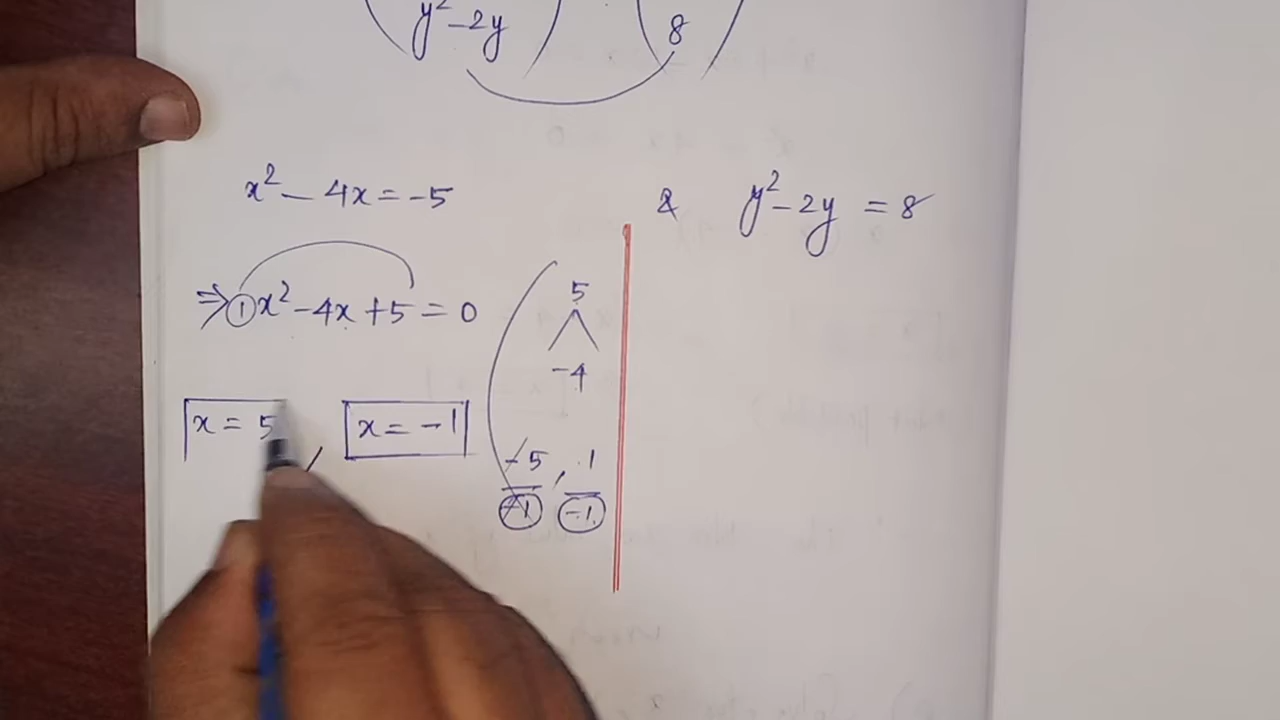 y² - 2y 8
x² - 4x = -5 & y² - 2y = 8
⇒ 1x² - 4x + 5 = 0
5
-4
x = 5 , x = -1
-5 , 1
-1 -1